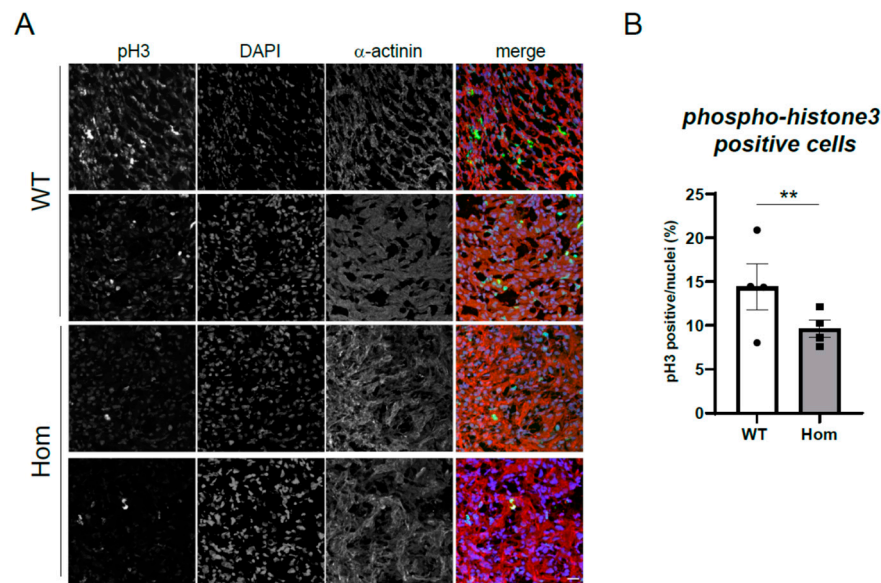 A
pH3 DAPI α-actinin merge
WT
Hom
B
phospho-histone3
positive cells
**
pH3 positive/nuclei (%)
25
20
15
10
5
0
WT Hom